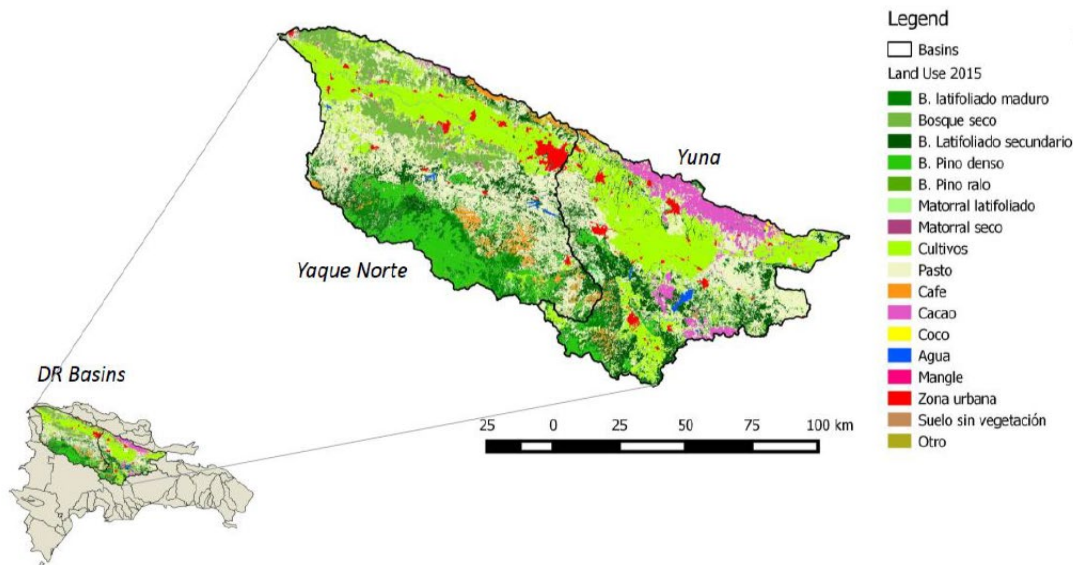 Legend
Basins
Land Use 2015
B. latifoliado maduro
Bosque seco
B. Latifoliado secundario
B. Pino denso
B. Pino ralo
Matorral latifoliado
Matorral seco
Cultivos
Pasto
Cafe
Cacao
Coco
Agua
Mangle
Zona urbana
Suelo sin vegetación
Otro
Yuna
Yaque Norte
DR Basins
25 0 25 50 75 100 km